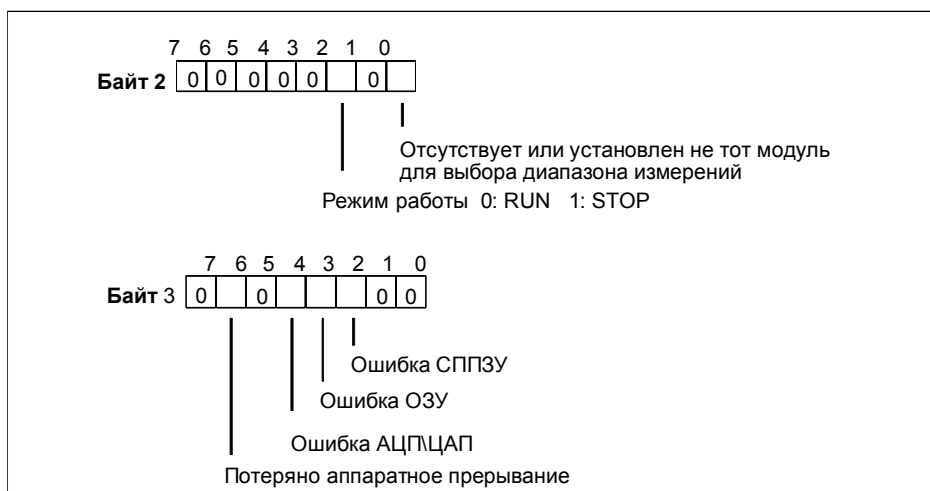 7 6 5 4 3 2 1 0
Байт 2 0 0 0 0 0 0
Отсутствует или установлен не тот модуль
для выбора диапазона измерений
Режим работы 0: RUN 1: STOP
7 6 5 4 3 2 1 0
Байт 3 0 0 0 0
Ошибка СППЗУ
Ошибка ОЗУ
Ошибка АЦП\ЦАП
Потеряно аппаратное прерывание